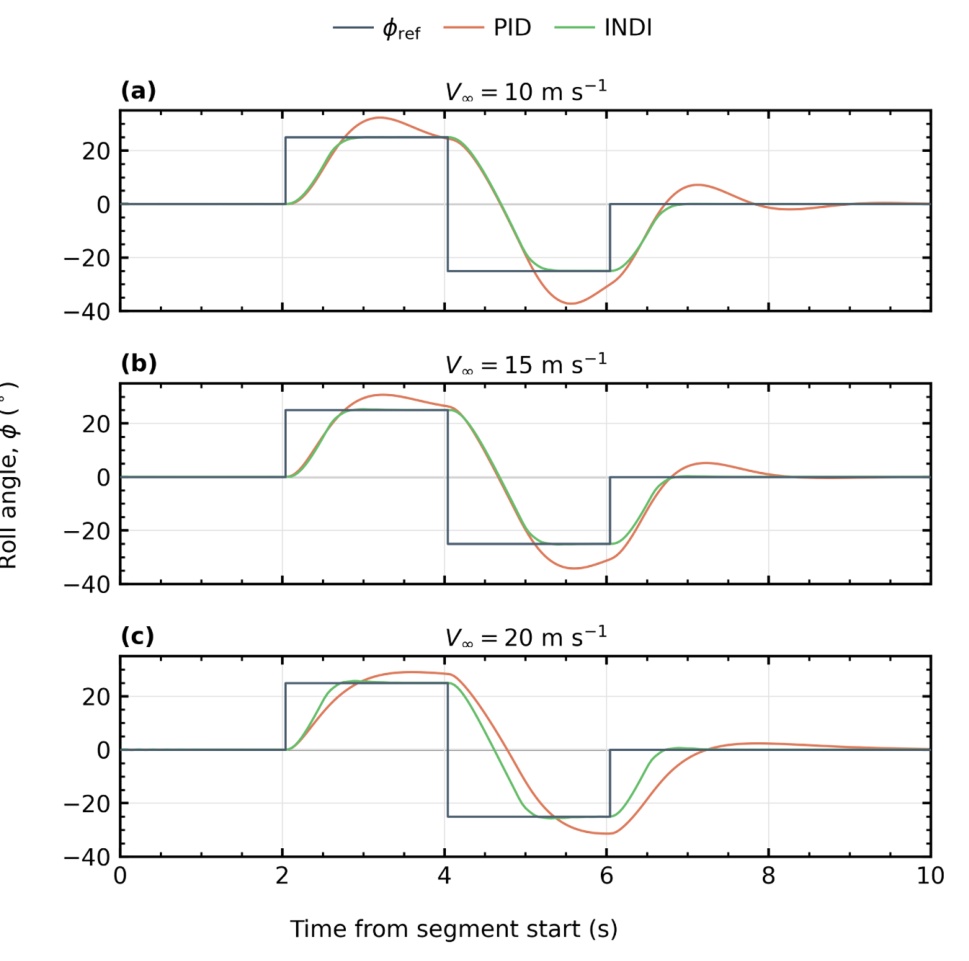 ϕref PID INDI
(a) V∞ = 10 m s⁻¹
20
0
−20
−40
(b) V∞ = 15 m s⁻¹
20
0
−20
−40
Roll angle, ϕ (°)
(c) V∞ = 20 m s⁻¹
20
0
−20
−40
0 2 4 6 8 10
Time from segment start (s)